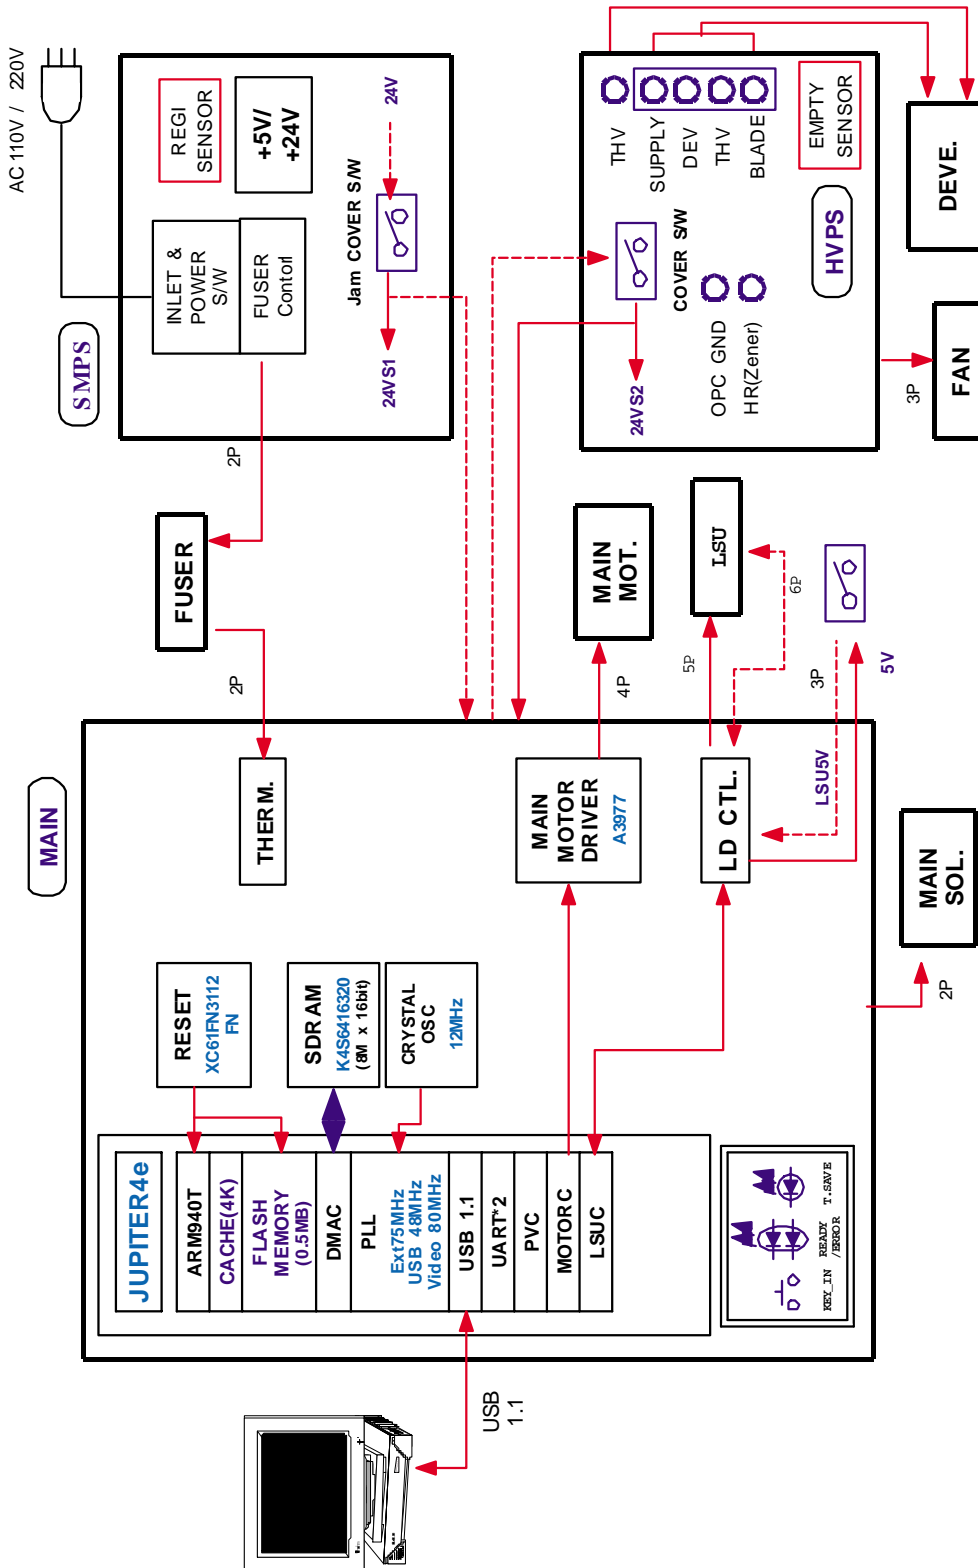 USB
1.1
MAIN
JUPITER4e
ARM940T
CACHE(4K)
FLASH
MEMORY
(0.5MB)
DMAC
PLL
Ext75MHz
USB 48MHz
Video 80MHz
USB 1.1
UART*2
PVC
MOTORC
LSUC
KEY_IN
READY
/ERROR
T.SAVE
RESET
XC61FN3112
FN
SDRAM
K4S6416320
(8M x 16bit)
CRYSTAL
OSC
12MHz
THERM.
MAIN
MOTOR
DRIVER
A3977
LD CTL.
LSU5V
2P
MAIN
SOL.
2P
FUSER
2P
4P
MAIN
MOT.
5P
LSU
6P
3P
5V
SMPS
AC 110V / 220V
INLET &
POWER
S/W
FUSER
Contorl
REGI
SENSOR
+5V/
+24V
Jam COVER S/W
24V
24VS1
HVPS
24VS2
COVER S/W
OPC GND
HR(Zener)
THV
SUPPLY
DEV
THV
BLADE
EMPTY
SENSOR
3P
FAN
DEVE.